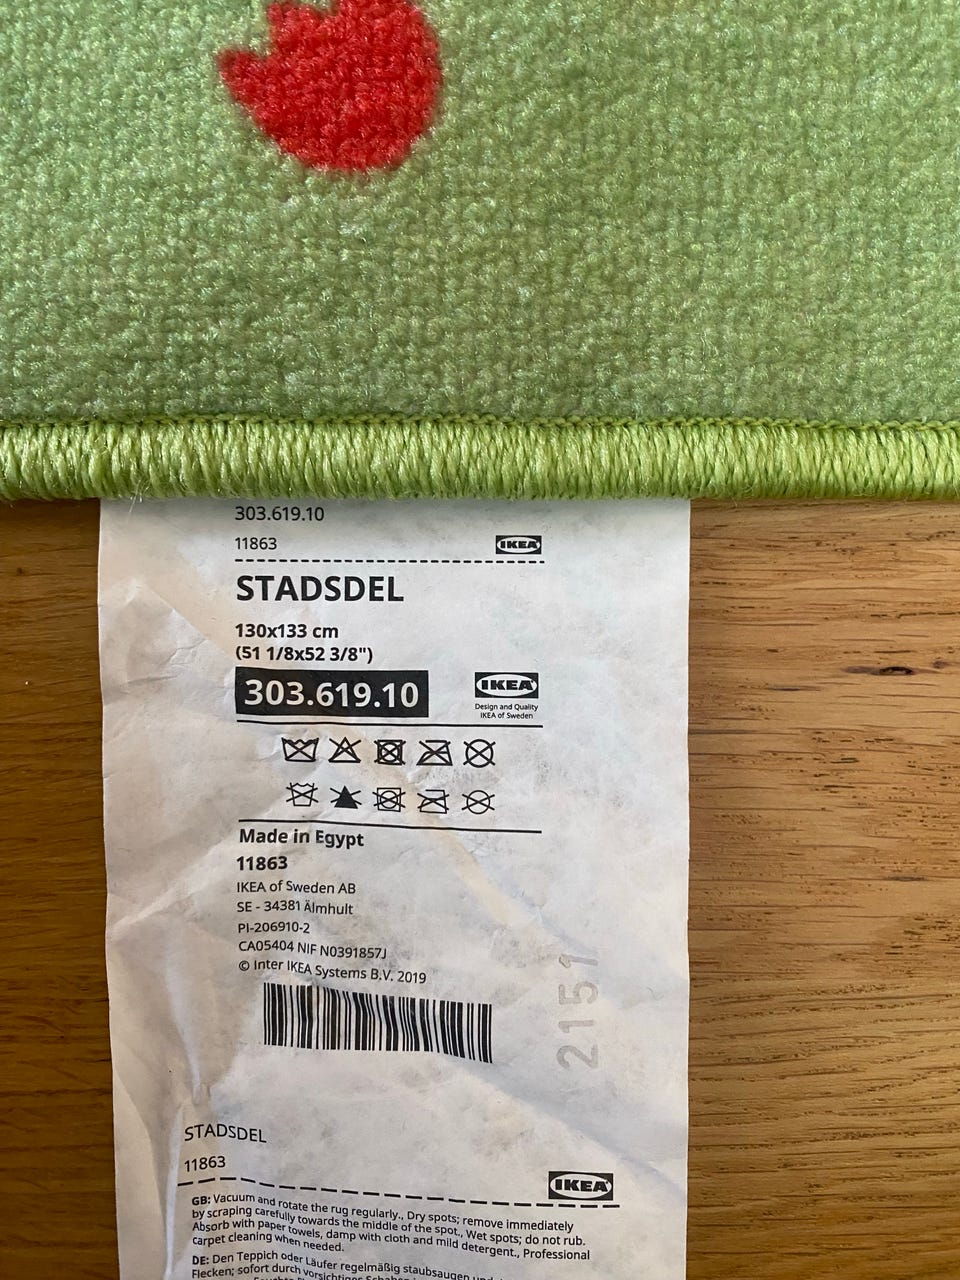 303.619.10
11863
IKEA
STADSDEL
130x133 cm
(51 1/8x52 3/8")
303.619.10
IKEA
Design and Quality
IKEA of Sweden
Made in Egypt
11863
IKEA of Sweden AB
SE - 34381 Älmhult
PI-206910-2
CA05404 NIF N0391857J
© Inter IKEA Systems B.V. 2019
2151
STADSDEL
11863
IKEA
GB: Vacuum and rotate the rug regularly., Dry spots; remove immediately
by scraping carefully towards the middle of the spot., Wet spots; do not rub.
Absorb with paper towels, damp with cloth and mild detergent., Professional
carpet cleaning when needed.
DE: Den Teppich oder Läufer regelmäßig staubsaugen und
Flecken; sofort durch vorsichtiges